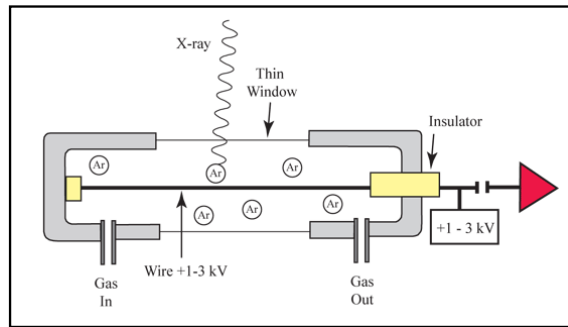 X-ray
Thin
Window
Insulator
Ar
Ar
Ar
Ar
Ar
Ar
+1 - 3 kV
Gas
In
Wire +1-3 kV
Gas
Out